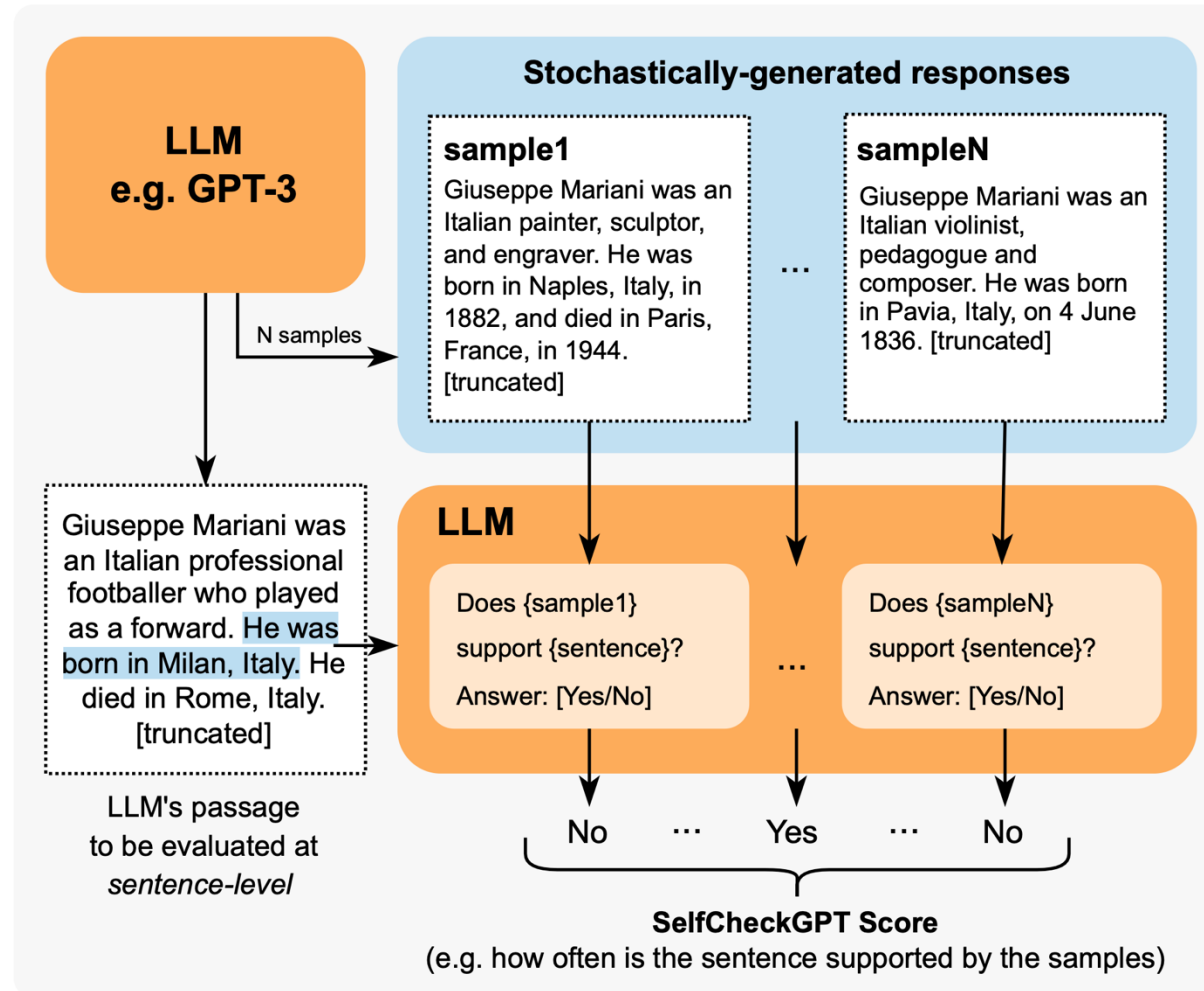 LLM
e.g. GPT-3
Stochastically-generated responses
sample1
Giuseppe Mariani was an
Italian painter, sculptor,
and engraver. He was
born in Naples, Italy, in
1882, and died in Paris,
France, in 1944.
[truncated]
...
sampleN
Giuseppe Mariani was an
Italian violinist,
pedagogue and
composer. He was born
in Pavia, Italy, on 4 June
1836. [truncated]
N samples
Giuseppe Mariani was
an Italian professional
footballer who played
as a forward. He was
born in Milan, Italy. He
died in Rome, Italy.
[truncated]
LLM's passage
to be evaluated at
sentence-level
LLM
Does {sample1}
support {sentence}?
Answer: [Yes/No]
...
Does {sampleN}
support {sentence}?
Answer: [Yes/No]
No ... Yes ... No
SelfCheckGPT Score
(e.g. how often is the sentence supported by the samples)